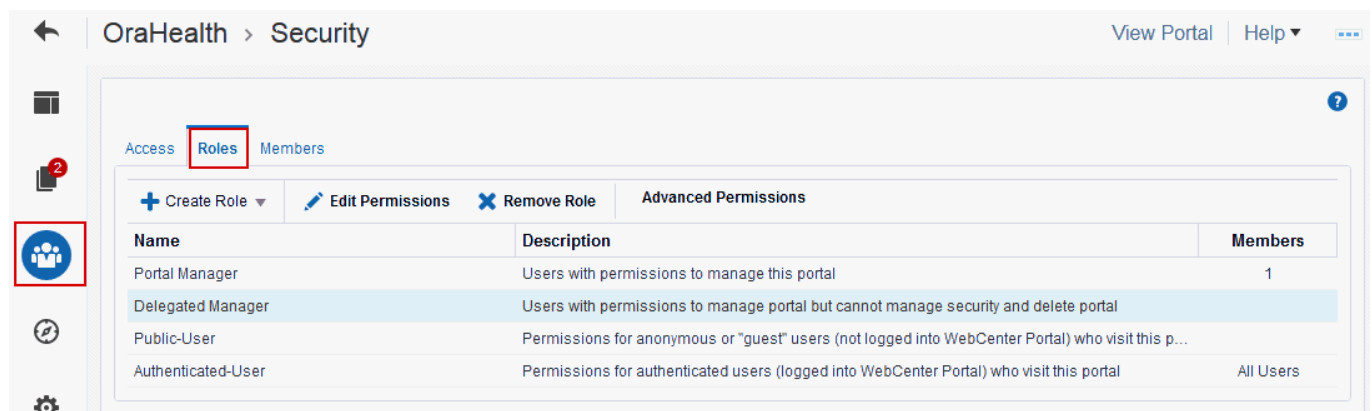 OraHealth > Security View Portal Help
?
Access Roles Members
2
Create Role Edit Permissions Remove Role Advanced Permissions
Name Description Members
Portal Manager Users with permissions to manage this portal 1
Delegated Manager Users with permissions to manage portal but cannot manage security and delete portal
Public-User Permissions for anonymous or "guest" users (not logged into WebCenter Portal) who visit this p...
Authenticated-User Permissions for authenticated users (logged into WebCenter Portal) who visit this portal All Users